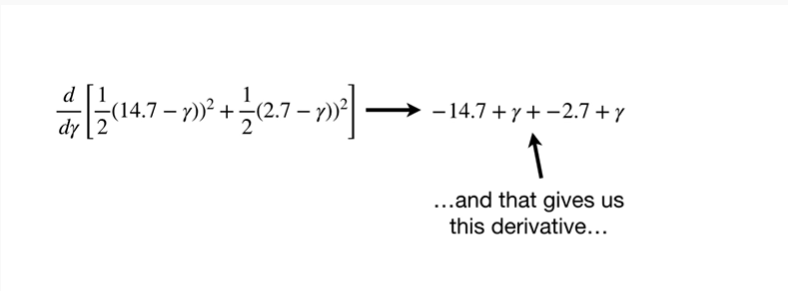 d/dγ [1/2(14.7 – γ))² + 1/2(2.7 – γ))²] ⟶ –14.7 + γ + –2.7 + γ
…and that gives us
this derivative…